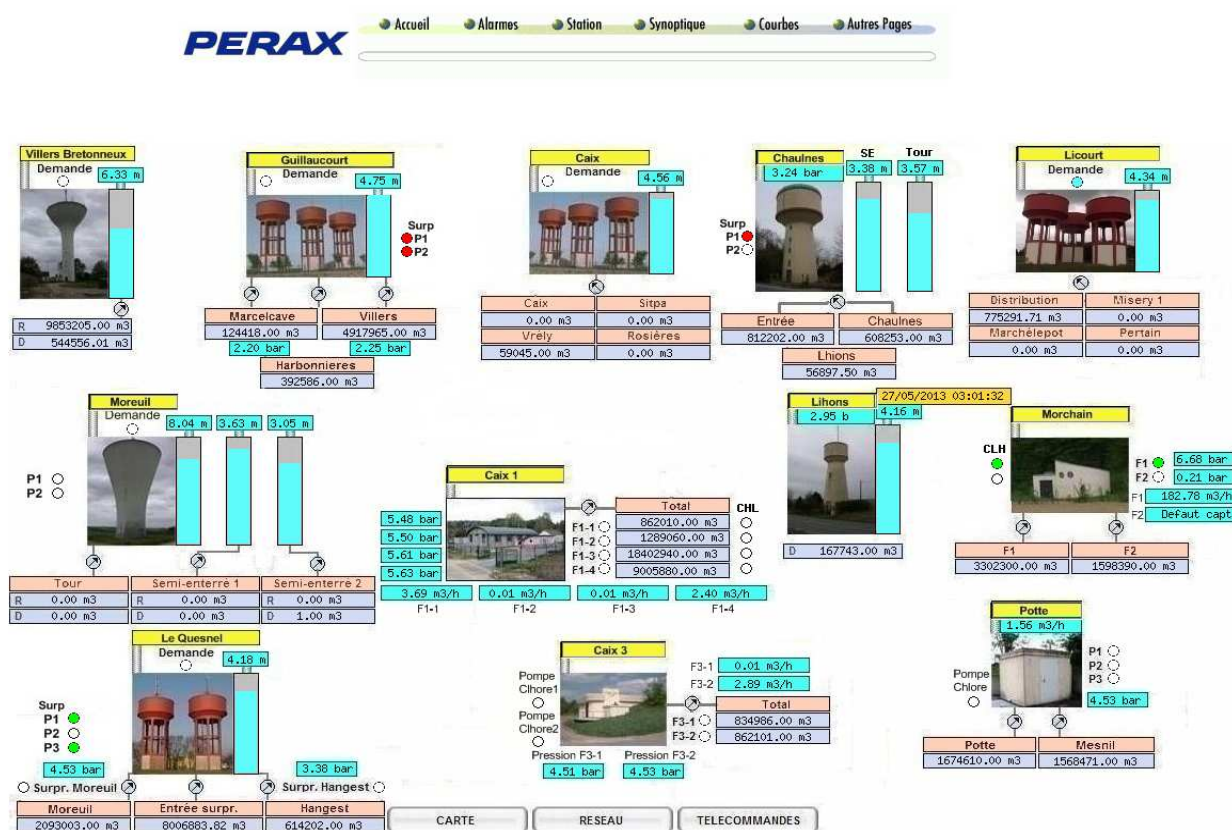 PERAX
Accueil
Alarmes
Station
Synoptique
Courbes
Autres Pages
Villers Bretonneux
Demande
6.33 m
R 9853205.00 m3
D 544556.01 m3
Guillaucourt
Demande
4.75 m
Surp
P1
P2
Marcelcave
124418.00 m3
2.20 bar
Villers
4917965.00 m3
2.25 bar
Harbonnieres
392586.00 m3
Caix
Demande
4.56 m
Caix
0.00 m3
Sitpa
0.00 m3
Vrély
59045.00 m3
Rosières
0.00 m3
Chaulnes
3.24 bar
SE
3.38 m
Tour
3.57 m
Surp
P1
P2
Entrée
812202.00 m3
Chaulnes
608253.00 m3
Lhions
56897.50 m3
Licourt
Demande
4.34 m
Distribution
775291.71 m3
Misery 1
0.00 m3
Marchélepot
0.00 m3
Pertain
0.00 m3
Moreuil
Demande
8.04 m
3.63 m
3.05 m
P1
P2
Tour
R 0.00 m3
D 0.00 m3
Semi-enterré 1
R 0.00 m3
D 0.00 m3
Semi-enterré 2
R 0.00 m3
D 1.00 m3
Caix 1
5.48 bar
5.50 bar
5.61 bar
5.63 bar
Total
CHL
F1-1 862010.00 m3
F1-2 1289060.00 m3
F1-3 18402940.00 m3
F1-4 9005880.00 m3
3.69 m3/h
0.01 m3/h
0.01 m3/h
2.40 m3/h
F1-1
F1-2
F1-3
F1-4
Lihons
2.95 b
27/05/2013 03:01:32
4.16 m
D 167743.00 m3
Morchain
CLH
F1 6.68 bar
F2 0.21 bar
F1 182.78 m3/h
F2 Defaut capt
F1
3302300.00 m3
F2
1598390.00 m3
Le Quesnel
Demande
4.18 m
Surp
P1
P2
P3
4.53 bar
3.38 bar
Surpr. Moreuil
Surpr. Hangest
Moreuil
2093003.00 m3
Entrée surpr.
8006883.82 m3
Hangest
614202.00 m3
Caix 3
Pompe
Clhore1
Pompe
Clhore2
F3-1 0.01 m3/h
F3-2 2.89 m3/h
Total
F3-1 834986.00 m3
F3-2 862101.00 m3
Pression F3-1
4.51 bar
Pression F3-2
4.53 bar
Potte
1.56 m3/h
Pompe
Chlore
P1
P2
P3
4.53 bar
Potte
1674610.00 m3
Mesnil
1568471.00 m3
CARTE
RESEAU
TELECOMMANDES